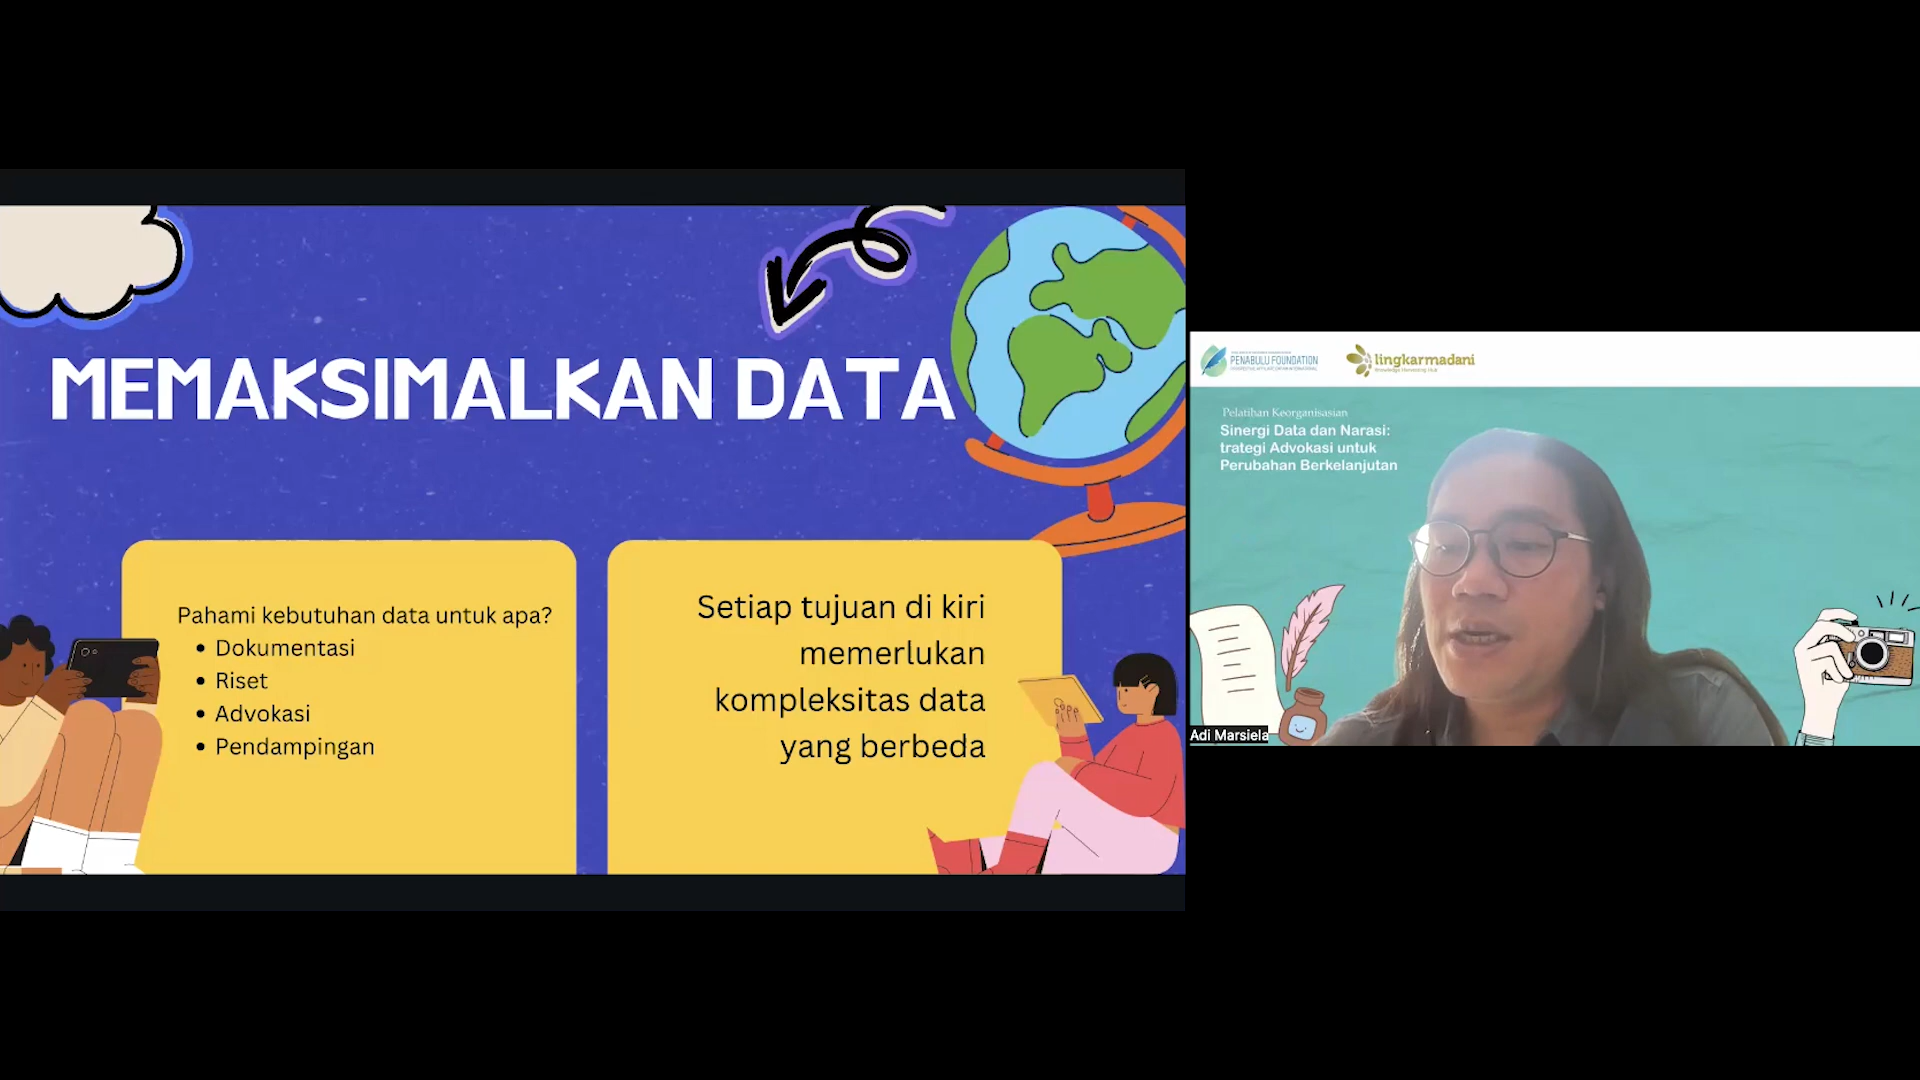 MEMAKSIMALKAN DATA
Pahami kebutuhan data untuk apa?
• Dokumentasi
• Riset
• Advokasi
• Pendampingan
Setiap tujuan di kiri
memerlukan
kompleksitas data
yang berbeda
PENABULU FOUNDATION
lingkarmadani
Pelatihan Keorganisasian
Sinergi Data dan Narasi:
trategi Advokasi untuk
Perubahan Berkelanjutan
Adi Marsiela